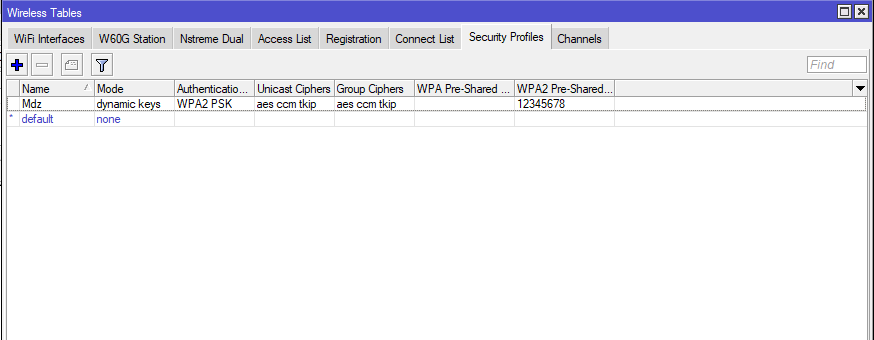 Wireless Tables
WiFi Interfaces W60G Station Nstreme Dual Access List Registration Connect List Security Profiles Channels
Find
Name Mode Authenticatio... Unicast Ciphers Group Ciphers WPA Pre-Shared ... WPA2 Pre-Shared...
Mdz dynamic keys WPA2 PSK aes ccm tkip aes ccm tkip 12345678
* default none